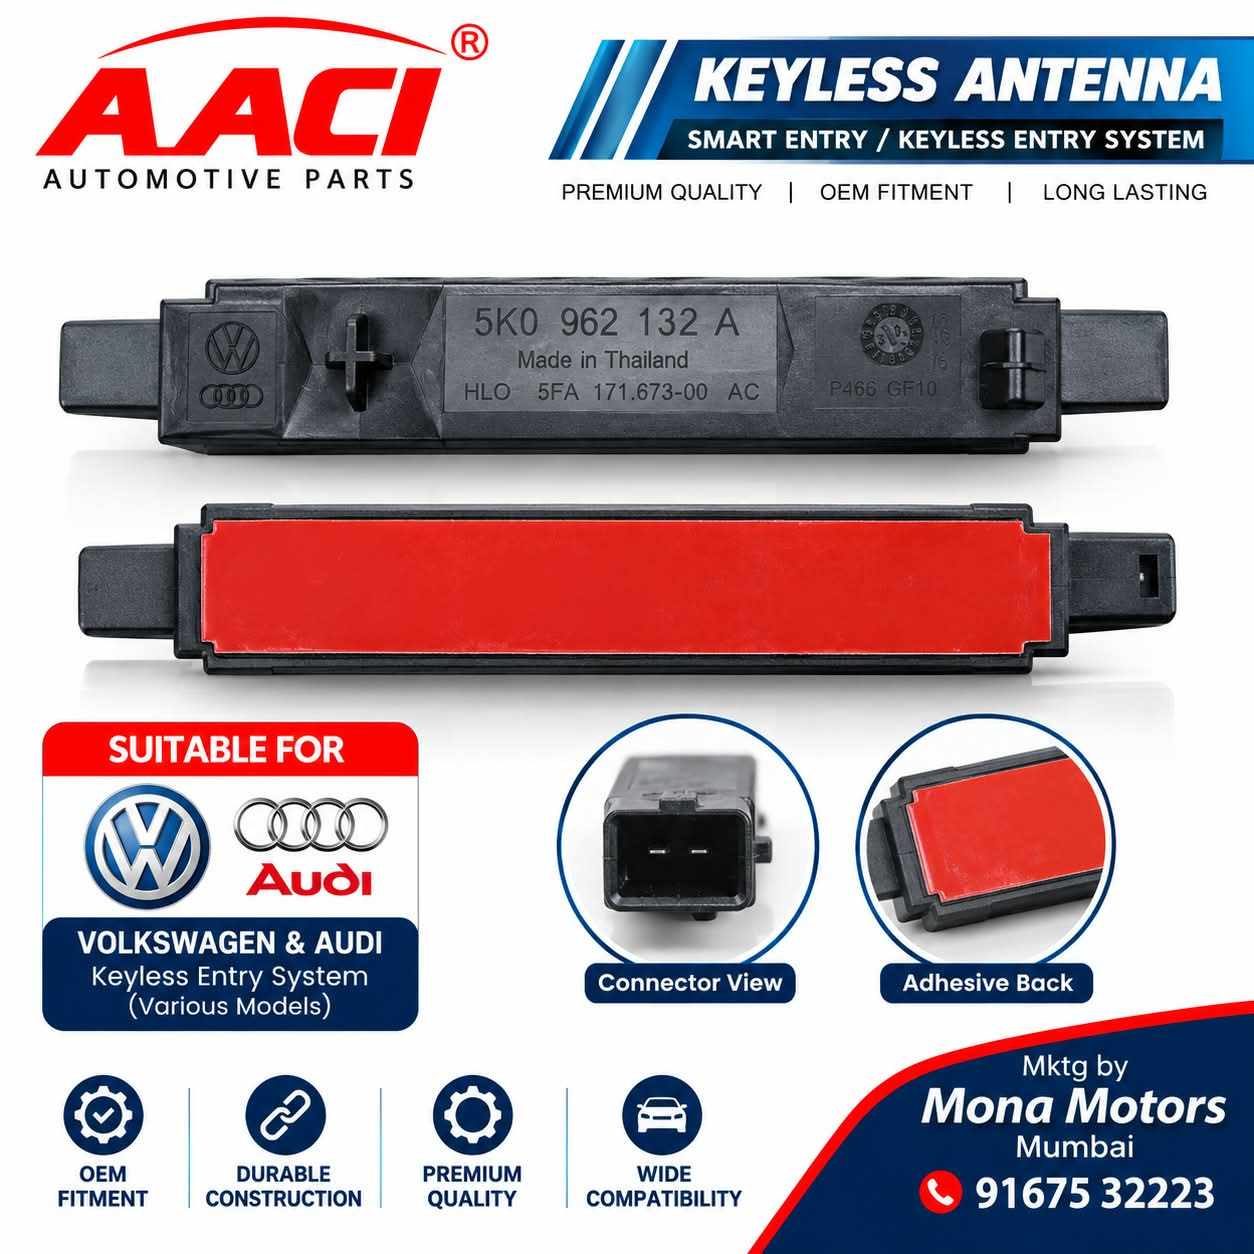 AACI ®
AUTOMOTIVE PARTS
KEYLESS ANTENNA
SMART ENTRY / KEYLESS ENTRY SYSTEM
PREMIUM QUALITY | OEM FITMENT | LONG LASTING
5K0 962 132 A
Made in Thailand
HLO 5FA 171.673-00 AC
P466 GF10
SUITABLE FOR
Audi
VOLKSWAGEN & AUDI
Keyless Entry System
(Various Models)
Connector View
Adhesive Back
OEM
FITMENT
DURABLE
CONSTRUCTION
PREMIUM
QUALITY
WIDE
COMPATIBILITY
Mktg by
Mona Motors
Mumbai
91675 32223